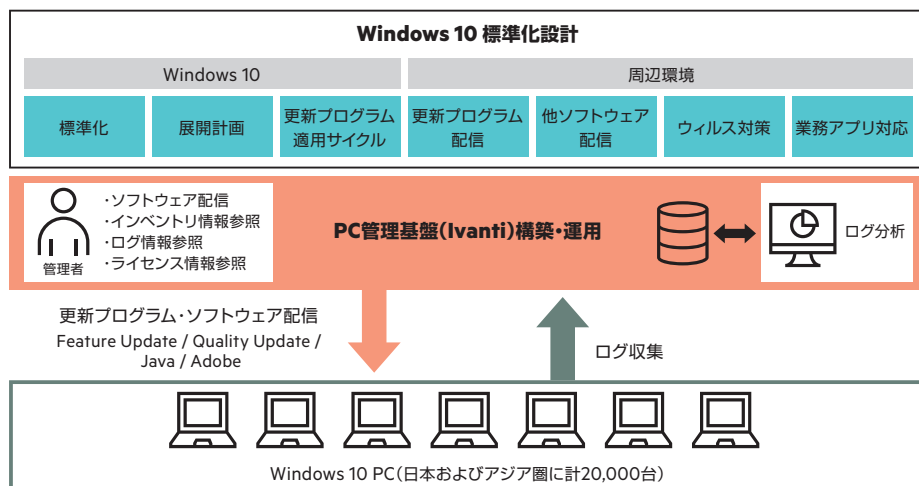 Windows 10 標準化設計
Windows 10
周辺環境
標準化
展開計画
更新プログラム
適用サイクル
更新プログラム
配信
他ソフトウェア
配信
ウィルス対策
業務アプリ対応
・ソフトウェア配信
・インベントリ情報参照
・ログ情報参照
・ライセンス情報参照
管理者
PC管理基盤(Ivanti)構築・運用
ログ分析
更新プログラム・ソフトウェア配信
Feature Update / Quality Update /
Java / Adobe
ログ収集
Windows 10 PC(日本およびアジア圏に計20,000台)